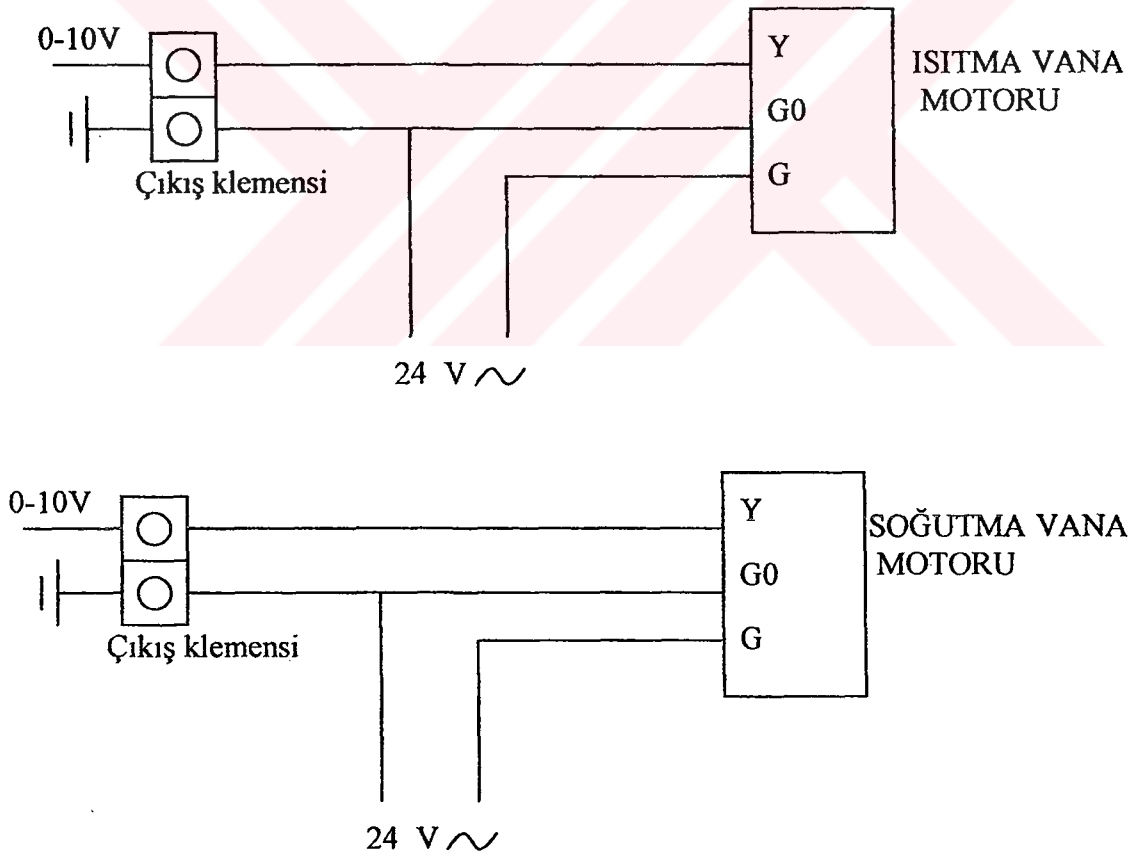 0-10V
Y
ISITMA VANA
MOTORU
G0
G
Çıkış klemensi
24 V
0-10V
Y
SOĞUTMA VANA
MOTORU
G0
G
Çıkış klemensi
24 V